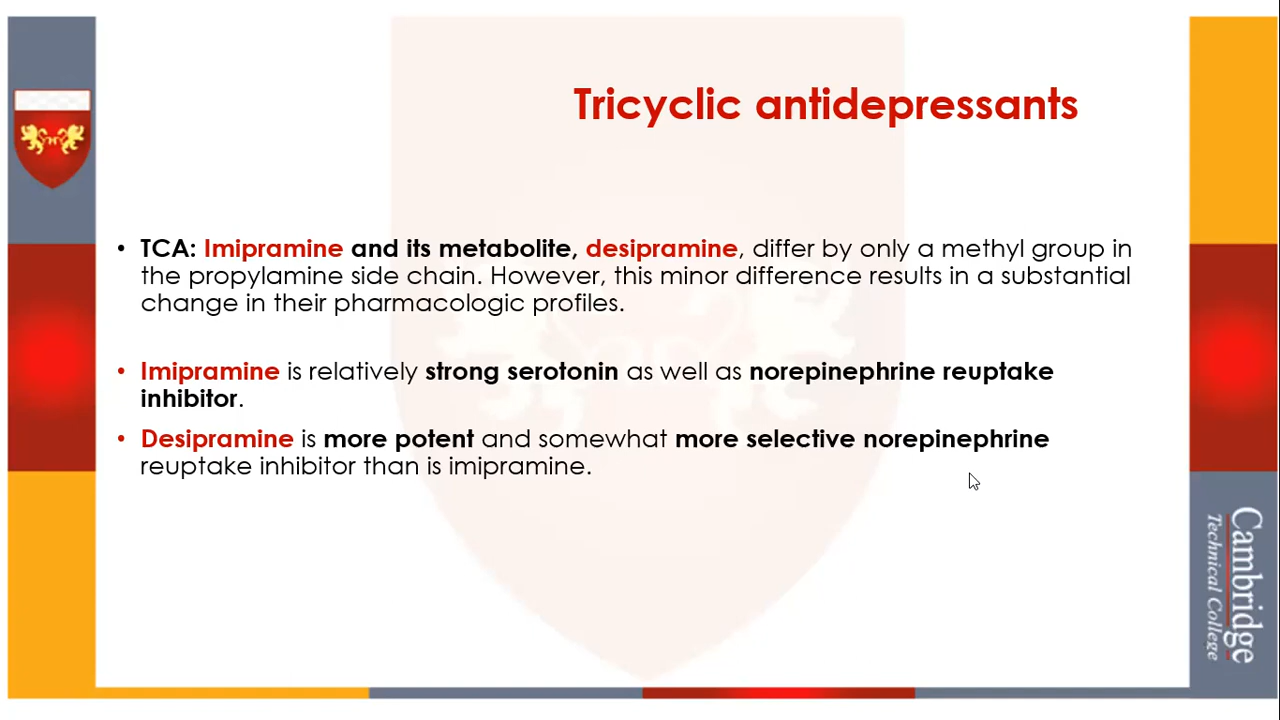 Tricyclic antidepressants
• TCA: Imipramine and its metabolite, desipramine, differ by only a methyl group in
the propylamine side chain. However, this minor difference results in a substantial
change in their pharmacologic profiles.
• Imipramine is relatively strong serotonin as well as norepinephrine reuptake
inhibitor.
• Desipramine is more potent and somewhat more selective norepinephrine
reuptake inhibitor than is imipramine.
Cambridge
Technical College